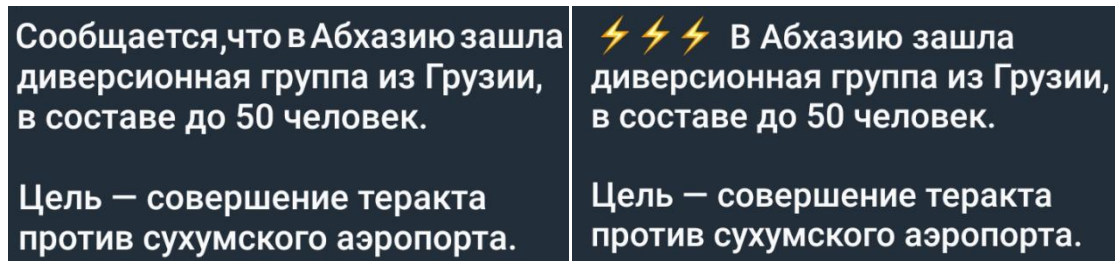 Сообщается,что в Абхазию зашла
диверсионная группа из Грузии,
в составе до 50 человек.
Цель — совершение теракта
против сухумского аэропорта.
⚡⚡⚡ В Абхазию зашла
диверсионная группа из Грузии,
в составе до 50 человек.
Цель — совершение теракта
против сухумского аэропорта.